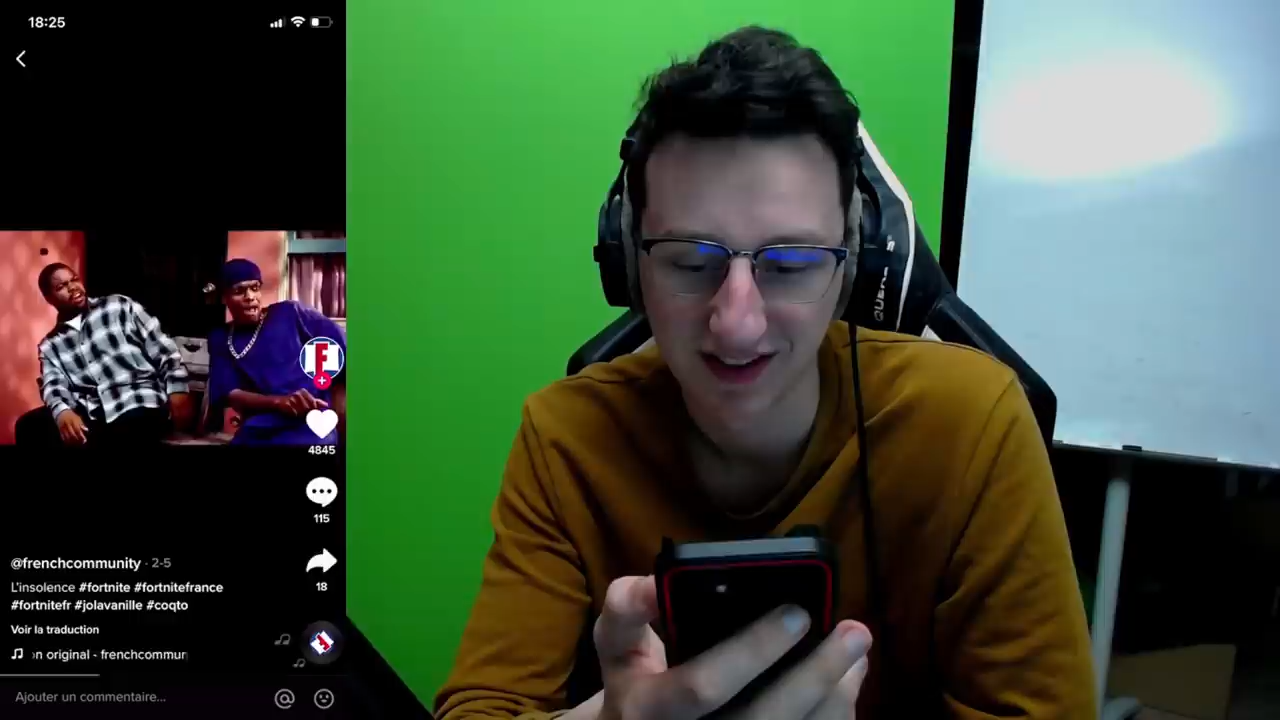 18:25
F
4845
115
18
@frenchcommunity · 2-5
L'insolence #fortnite #fortnitefrance
#fortnitefr #jolavanille #coqto
Voir la traduction
n original - frenchcommun
Ajouter un commentaire...